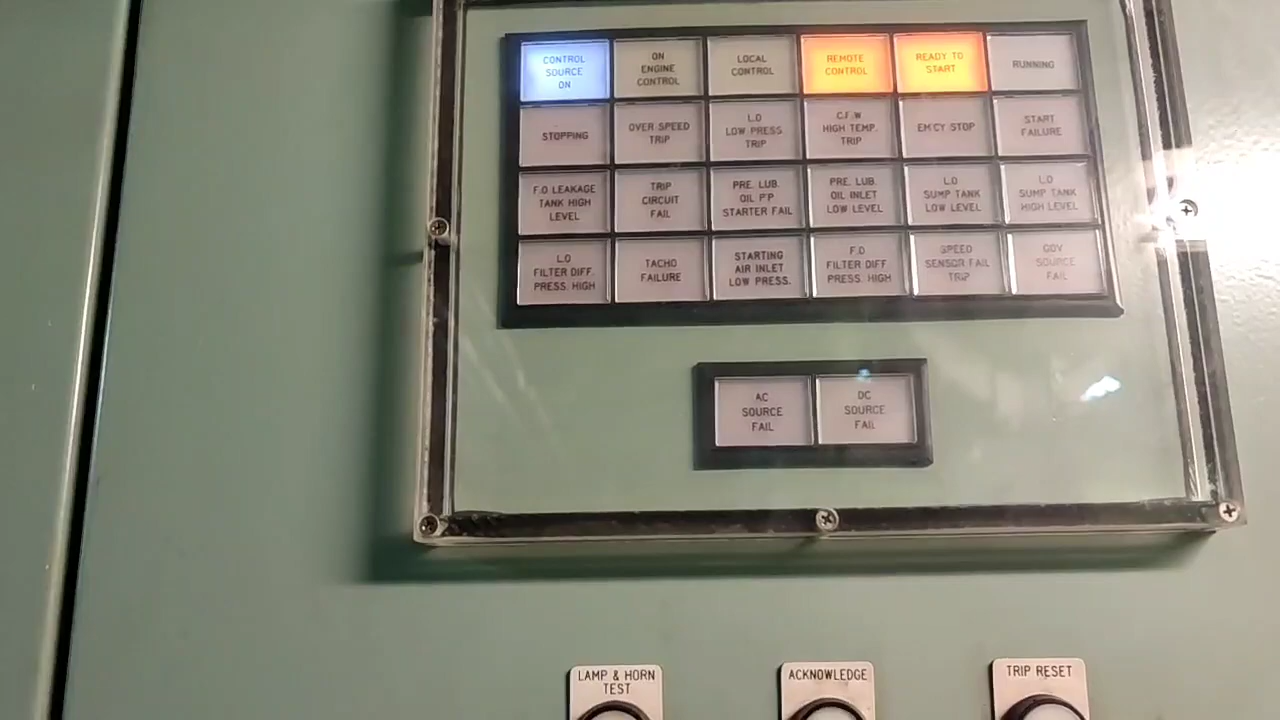 CONTROL
SOURCE
ON
ON
ENGINE
CONTROL
LOCAL
CONTROL
REMOTE
CONTROL
READY TO
START
RUNNING
STOPPING
OVER SPEED
TRIP
L.O
LOW PRESS.
TRIP
C.F.W
HIGH TEMP.
TRIP
EM'CY STOP
START
FAILURE
F.O LEAKAGE
TANK HIGH
LEVEL
TRIP
CIRCUIT
FAIL
PRE. LUB.
OIL P'P
STARTER FAIL
PRE. LUB.
OIL INLET
LOW LEVEL
L.O
SUMP TANK
LOW LEVEL
L.O
SUMP TANK
HIGH LEVEL
L.O
FILTER DIFF.
PRESS. HIGH
TACHO
FAILURE
STARTING
AIR INLET
LOW PRESS.
F.O
FILTER DIFF.
PRESS. HIGH
SPEED
SENSOR FAIL
TRIP
GOV
SOURCE
FAIL
AC
SOURCE
FAIL
DC
SOURCE
FAIL
LAMP & HORN
TEST
ACKNOWLEDGE
TRIP RESET